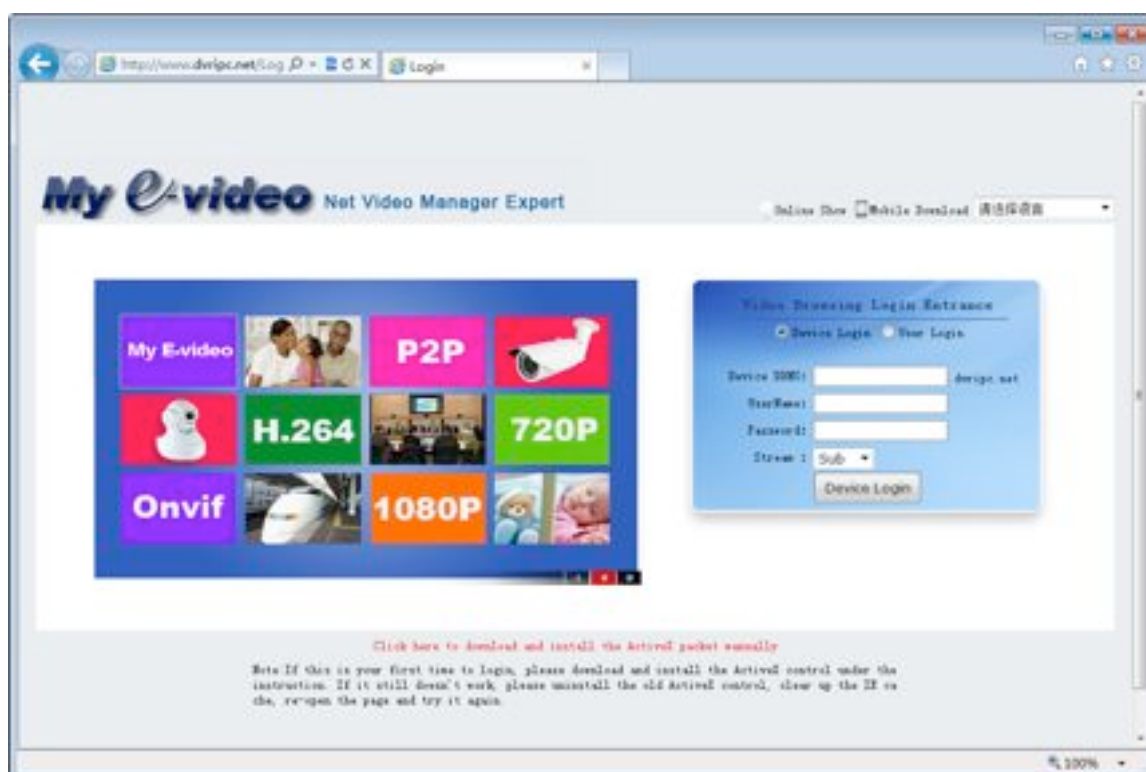 http://www.dvripc.net/Log
Login
My e-video Net Video Manager Expert
Online Show Mobile Download 请选择语言
Video Browsing Login Entrance
Device Login User Login
Device DDNS: dvripc.net
UserName:
Password:
Stream : Sub
Device Login
My E-video P2P
H.264 720P
Onvif 1080P
Click here to download and install the ActiveX packet manually
Note If this is your first time to login, please download and install the ActiveX control under the
instruction. If it still doesn't work, please uninstall the old ActiveX control, clear up the IE ca
che, re-open the page and try it again.
100%